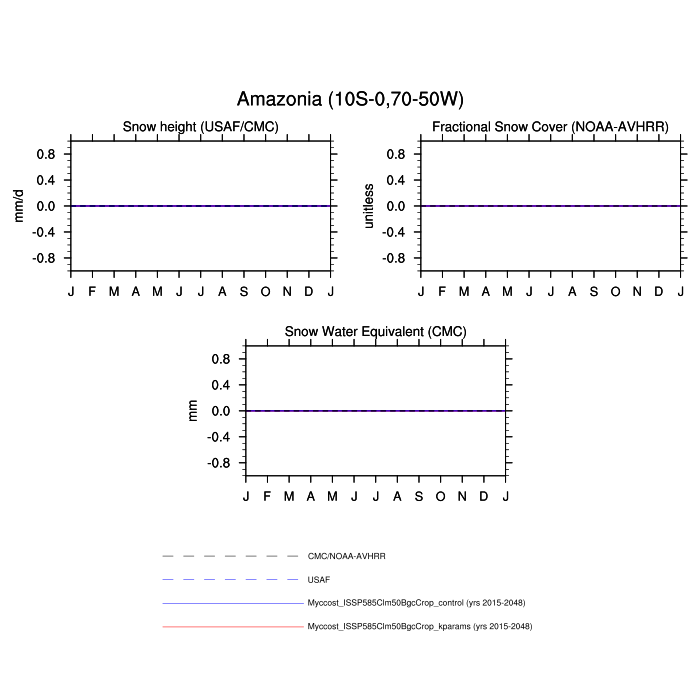 Amazonia (10S-0,70-50W)
Snow height (USAF/CMC)
mm/d
0.8
0.4
0.0
-0.4
-0.8
J F M A M J J A S O N D J
Fractional Snow Cover (NOAA-AVHRR)
unitless
0.8
0.4
0.0
-0.4
-0.8
J F M A M J J A S O N D J
Snow Water Equivalent (CMC)
mm
0.8
0.4
0.0
-0.4
-0.8
J F M A M J J A S O N D J
CMC/NOAA-AVHRR
USAF
Myccost_ISSP585Clm50BgcCrop_control (yrs 2015-2048)
Myccost_ISSP585Clm50BgcCrop_kparams (yrs 2015-2048)